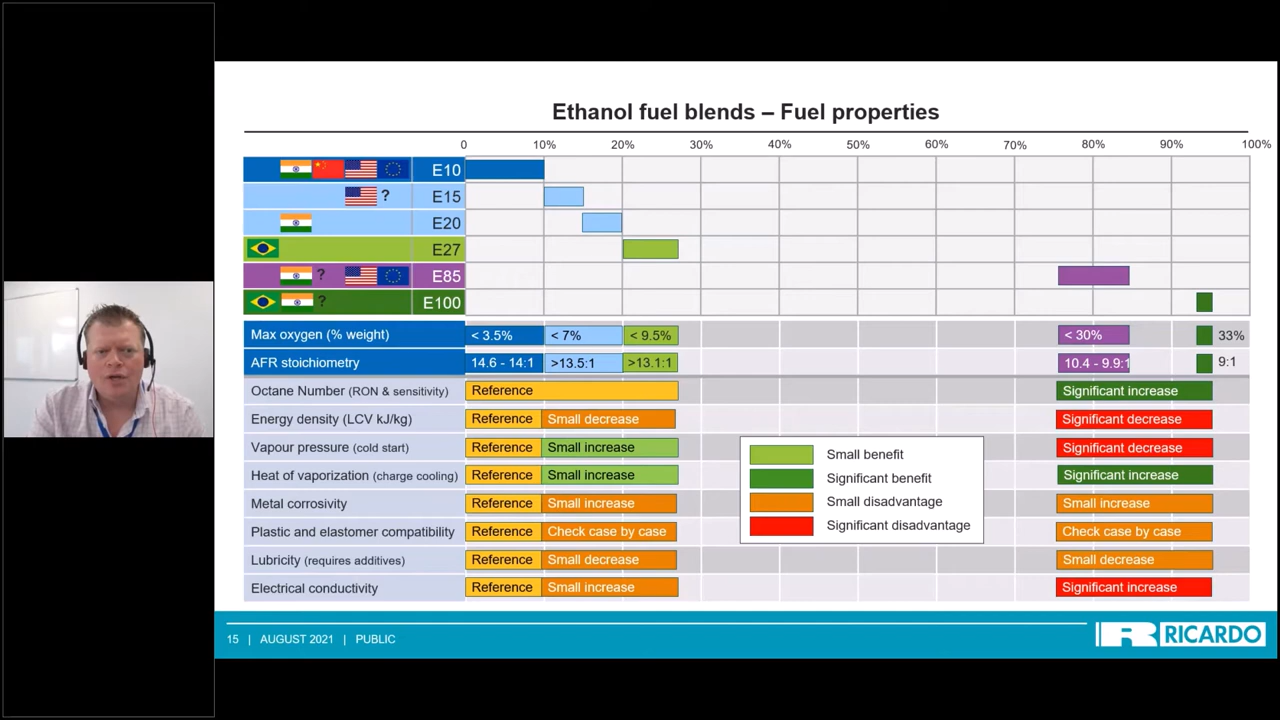 Ethanol fuel blends – Fuel properties
0 10% 20% 30% 40% 50% 60% 70% 80% 90% 100%
E10
? E15
E20
E27
? E85
? E100
Max oxygen (% weight) < 3.5% < 7% < 9.5% < 30% 33%
AFR stoichiometry 14.6 - 14:1 >13.5:1 >13.1:1 10.4 - 9.9:1 9:1
Octane Number (RON & sensitivity) Reference Significant increase
Energy density (LCV kJ/kg) Reference Small decrease Significant decrease
Vapour pressure (cold start) Reference Small increase Significant decrease
Heat of vaporization (charge cooling) Reference Small increase Significant increase
Metal corrosivity Reference Small increase Small increase
Plastic and elastomer compatibility Reference Check case by case Check case by case
Lubricity (requires additives) Reference Small decrease Small decrease
Electrical conductivity Reference Small increase Significant increase
Small benefit
Significant benefit
Small disadvantage
Significant disadvantage
15 | AUGUST 2021 | PUBLIC
RICARDO